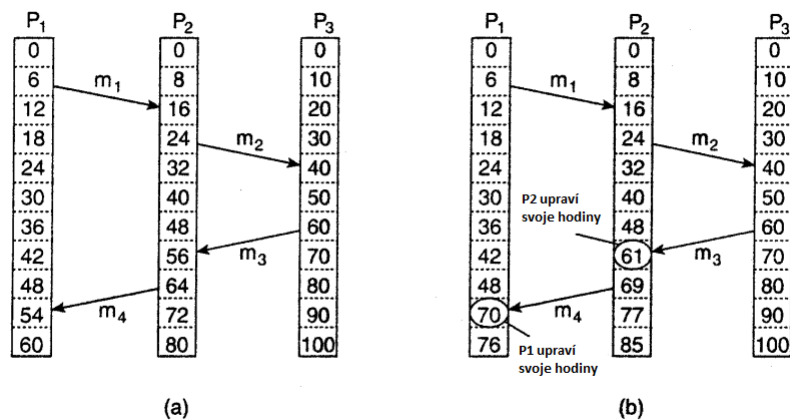 P1 P2 P3 P1 P2 P3
0 0 0 0 0 0
6 8 10 6 8 10
m1 m1
12 16 20 12 16 20
18 24 30 18 24 30
m2 m2
24 32 40 24 32 40
30 40 50 30 40 50
P2 upraví
svoje hodiny
36 48 60 36 48 60
42 56 70 42 61 70
m3 m3
48 64 80 48 69 80
54 72 90 70 77 90
m4 m4
60 80 100 76 85 100
P1 upraví
svoje hodiny
(a) (b)